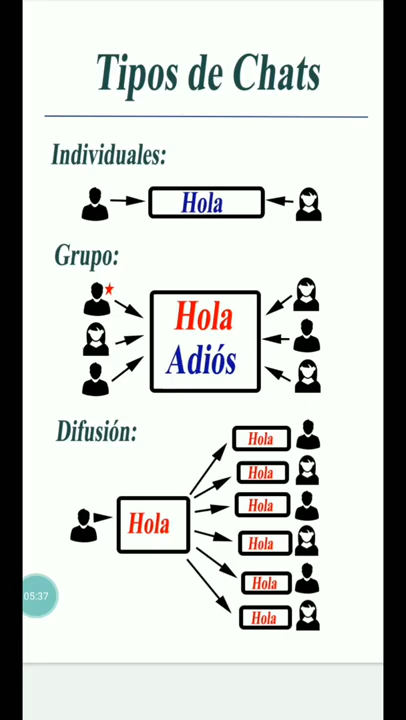 Tipos de Chats
Individuales:
Hola
Grupo:
Hola
Adiós
Difusión:
Hola
Hola
Hola
Hola
Hola
Hola
Hola
05:37